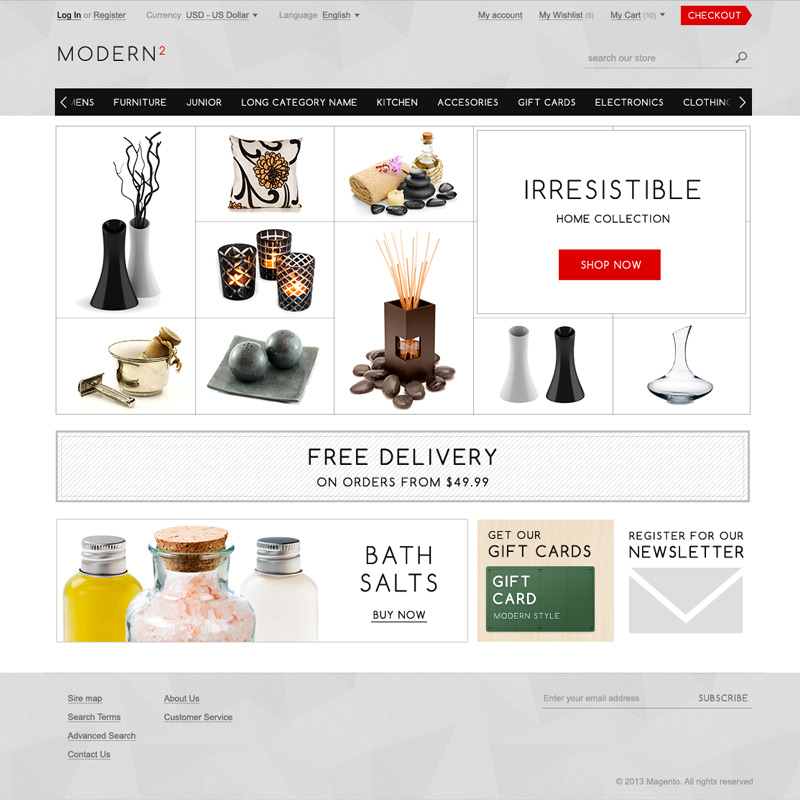 Log In or Register
Currency USD - US Dollar
Language English
My account
My Wishlist (5)
My Cart (10)
CHECKOUT
MODERN²
search our store
MENS FURNITURE JUNIOR LONG CATEGORY NAME KITCHEN ACCESORIES GIFT CARDS ELECTRONICS CLOTHING
IRRESISTIBLE
HOME COLLECTION
SHOP NOW
FREE DELIVERY
ON ORDERS FROM $49.99
BATH
SALTS
BUY NOW
GET OUR
GIFT CARDS
GIFT
CARD
MODERN STYLE
REGISTER FOR OUR
NEWSLETTER
Sire map
Search Terms
Advanced Search
Contact Us
About Us
Customer Service
Enter your email address
SUBSCRIBE
© 2013 Magento. All rights reserved